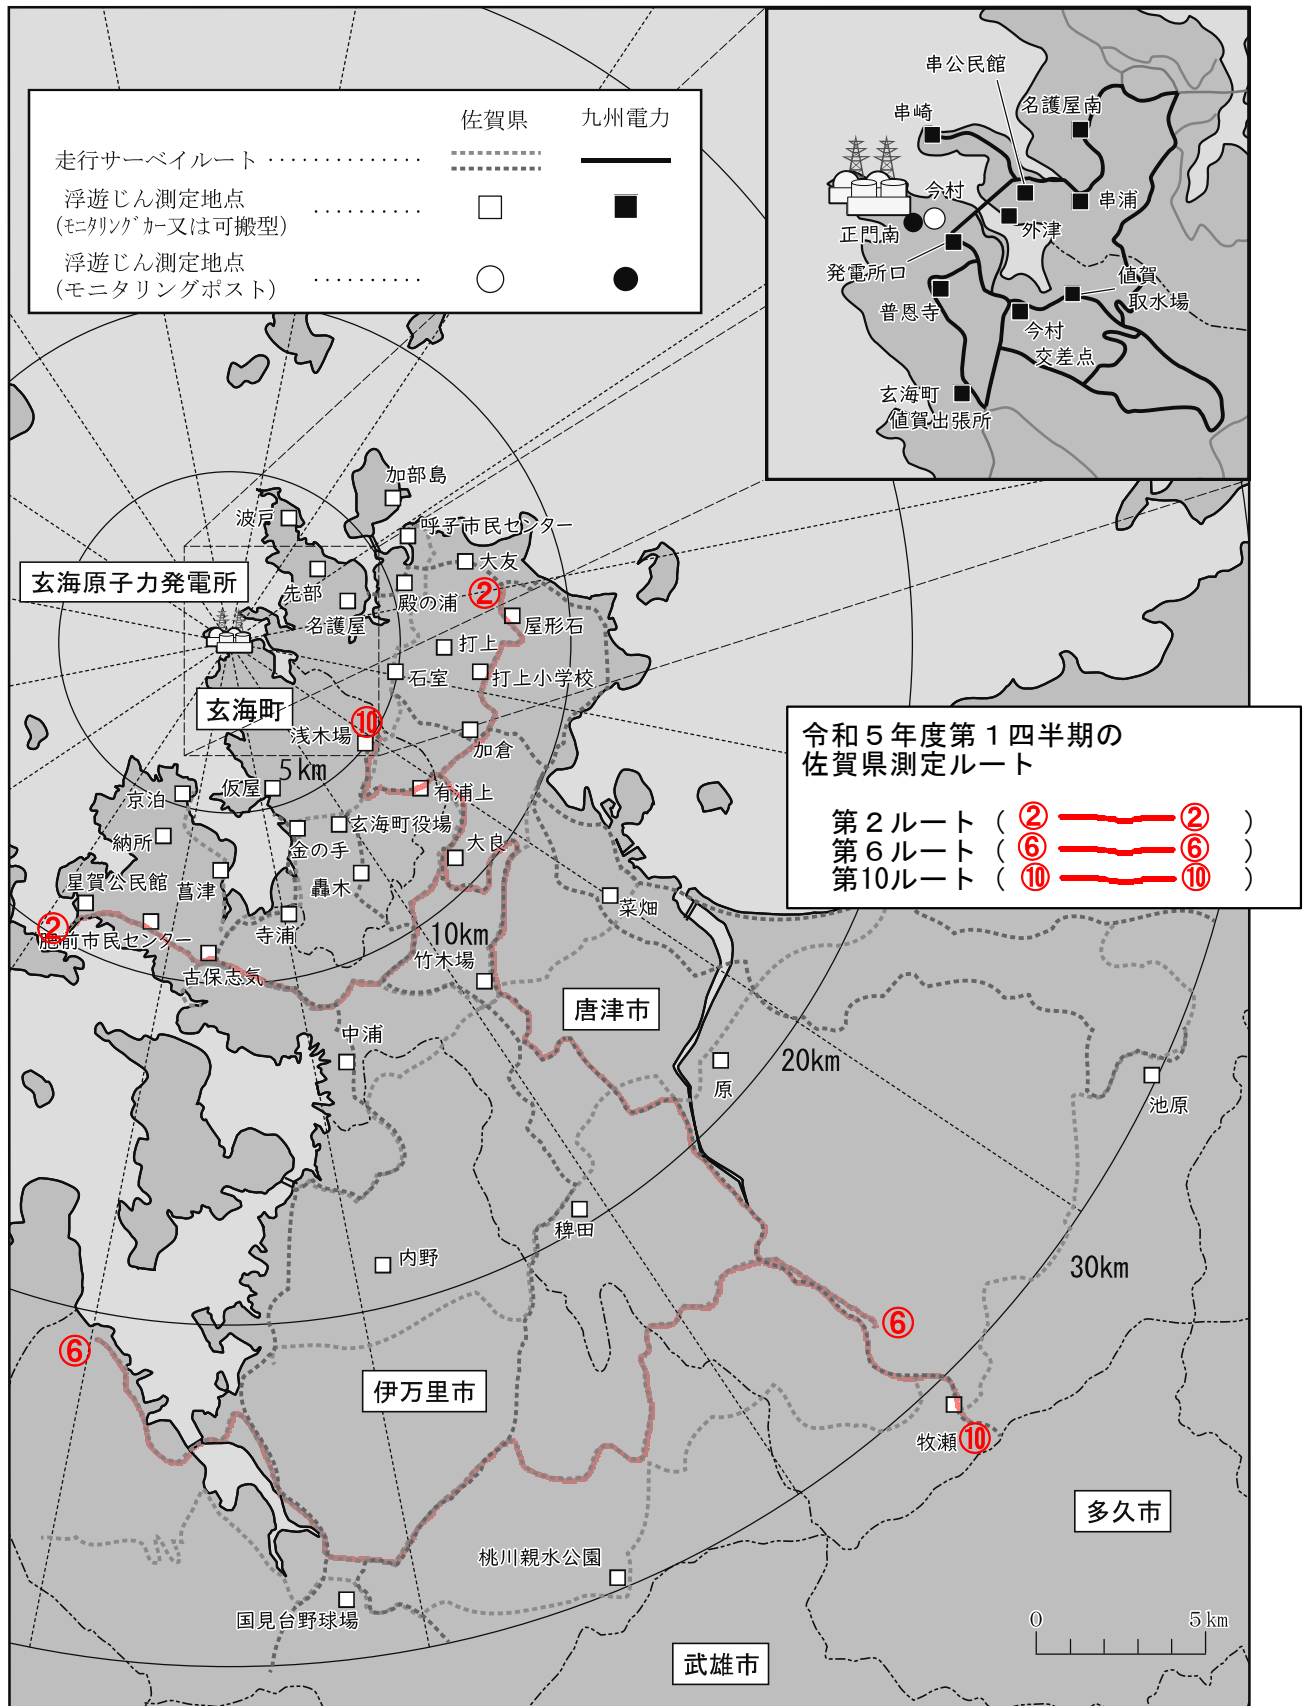 佐賀県 九州電力
走行サーベイルート ··············
浮遊じん測定地点
(ﾓﾆﾀﾘﾝｸﾞｶｰ又は可搬型) ··········
浮遊じん測定地点
(モニタリングポスト) ··········
串公民館
名護屋南
串崎
今村
串浦
外津
正門南
発電所口
値賀
取水場
普恩寺
今村
交差点
玄海町
値賀出張所
加部島
波戸
呼子市民センター
大友
玄海原子力発電所
先部
②
殿の浦
名護屋
屋形石
打上
石室
打上小学校
玄海町
⑩
浅木場
加倉
5km
京泊
仮屋
有浦上
玄海町役場
納所
金の手
大良
星賀公民館
菖津
轟木
菜畑
②
肥前市民センター
寺浦
10km
古保志気
竹木場
唐津市
中浦
原
20km
池原
稗田
内野
30km
⑥
⑥
伊万里市
牧瀬
⑩
多久市
桃川親水公園
国見台野球場
武雄市
0 5km
令和5年度第1四半期の
佐賀県測定ルート
第2ルート ( ② ② )
第6ルート ( ⑥ ⑥ )
第10ルート ( ⑩ ⑩ )